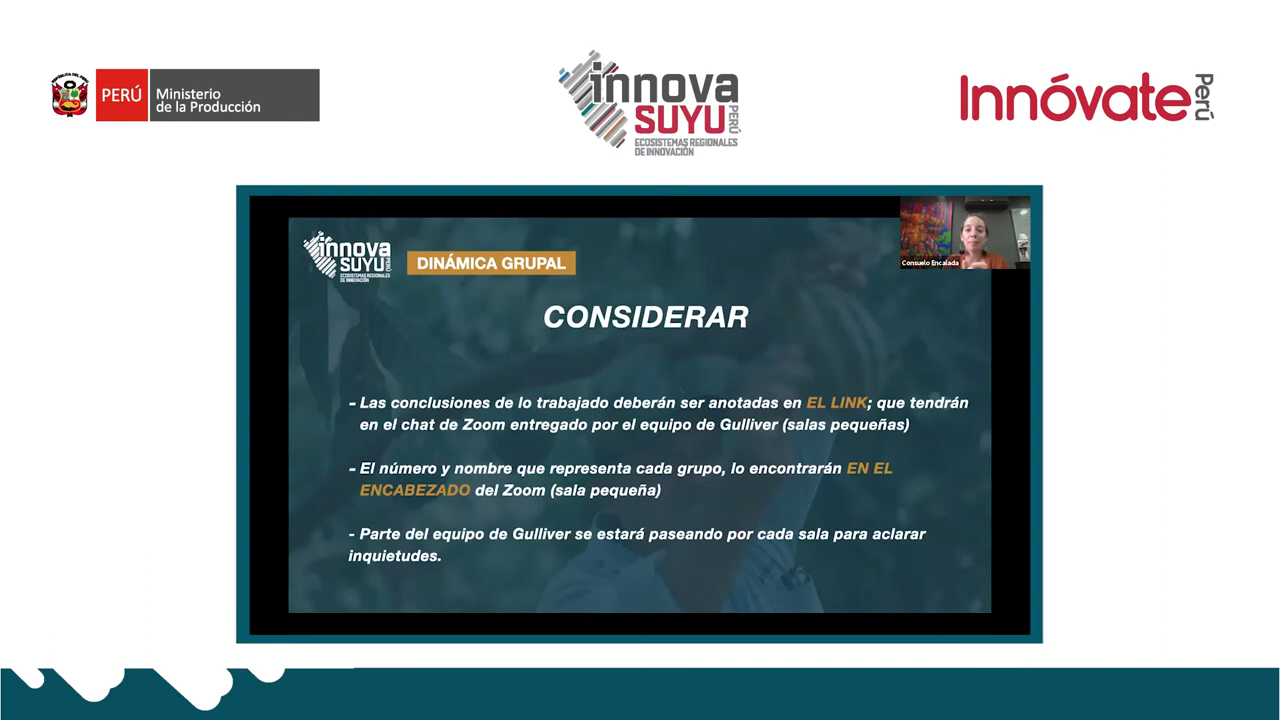 PERÚ
Ministerio
de la Producción
innova
SUYU
PERÚ
ECOSISTEMAS REGIONALES
DE INNOVACIÓN
Innóvate
Perú
innova
SUYU
ECOSISTEMAS REGIONALES
DE INNOVACIÓN
DINÁMICA GRUPAL
Consuelo Encalada
CONSIDERAR
- Las conclusiones de lo trabajado deberán ser anotadas en EL LINK; que tendrán
en el chat de Zoom entregado por el equipo de Gulliver (salas pequeñas)
- El número y nombre que representa cada grupo, lo encontrarán EN EL
ENCABEZADO del Zoom (sala pequeña)
- Parte del equipo de Gulliver se estará paseando por cada sala para aclarar
inquietudes.